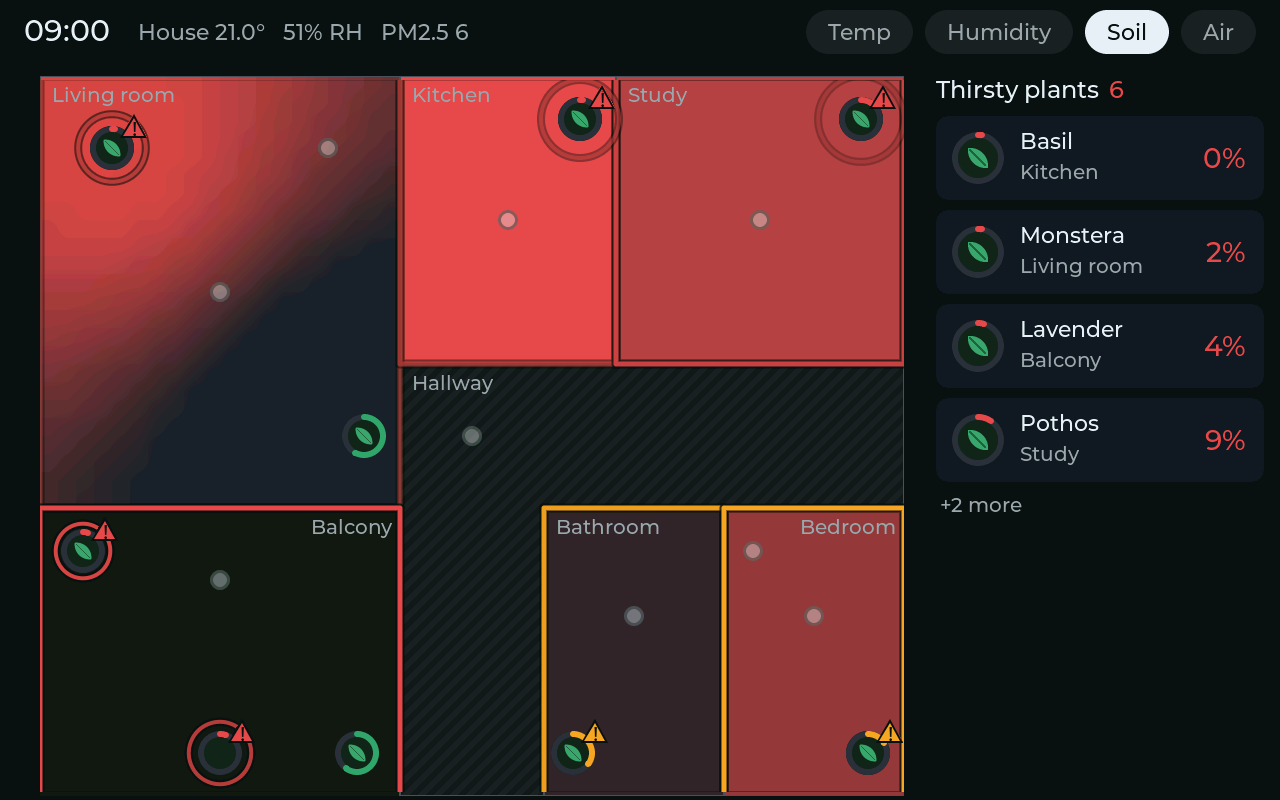 09:00 House 21.0° 51% RH PM2.5 6
Temp Humidity Soil Air
Living room
Kitchen
Study
Hallway
Balcony
Bathroom
Bedroom
Thirsty plants 6
Basil
Kitchen
0%
Monstera
Living room
2%
Lavender
Balcony
4%
Pothos
Study
9%
+2 more